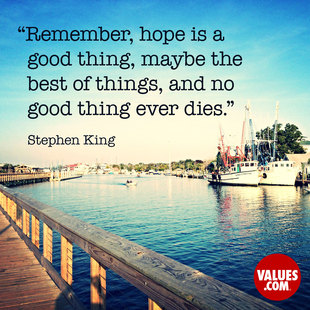 “Remember, hope is a
good thing, maybe the
best of things, and no
good thing ever dies.”
Stephen King
VALUES
.COM